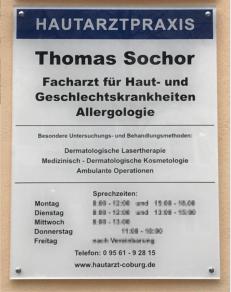 HAUTARZTPRAXIS
Thomas Sochor
Facharzt für Haut- und
Geschlechtskrankheiten
Allergologie
Besondere Untersuchungs- und Behandlungsmethoden:
Dermatologische Lasertherapie
Medizinisch - Dermatologische Kosmetologie
Ambulante Operationen
Sprechzeiten:
Montag und
Dienstag und
Mittwoch
Donnerstag
Freitag nach Vereinbarung
Telefon: 0 95 61 - 9 28 15
www.hautarzt-coburg.de